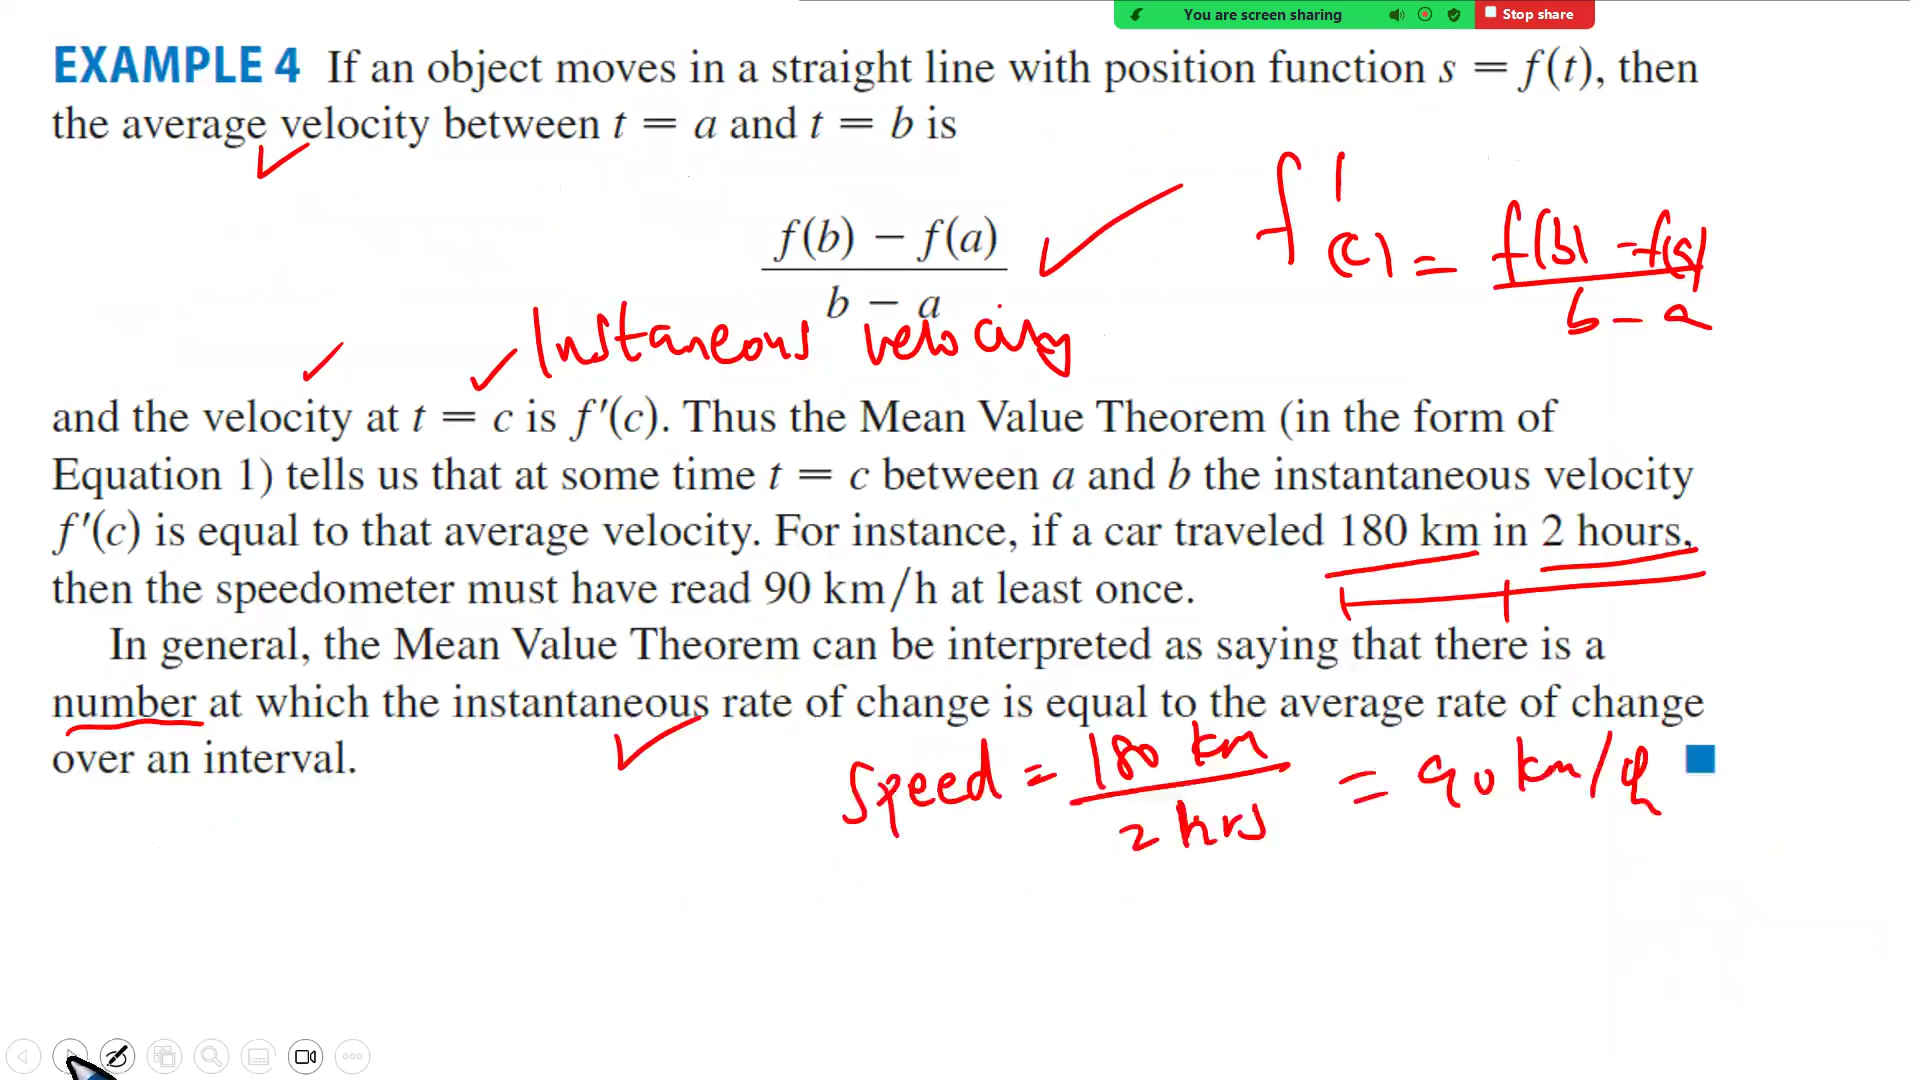 You are screen sharing Stop share
EXAMPLE 4 If an object moves in a straight line with position function s = f(t), then
the average velocity between t = a and t = b is
f(b) − f(a)
b − a
f'(c) = f(b) − f(a)
b − a
Instaneous velocity
and the velocity at t = c is f'(c). Thus the Mean Value Theorem (in the form of
Equation 1) tells us that at some time t = c between a and b the instantaneous velocity
f'(c) is equal to that average velocity. For instance, if a car traveled 180 km in 2 hours,
then the speedometer must have read 90 km/h at least once.
In general, the Mean Value Theorem can be interpreted as saying that there is a
number at which the instantaneous rate of change is equal to the average rate of change
over an interval.
Speed = 180 km = 90 km/h
2 hrs